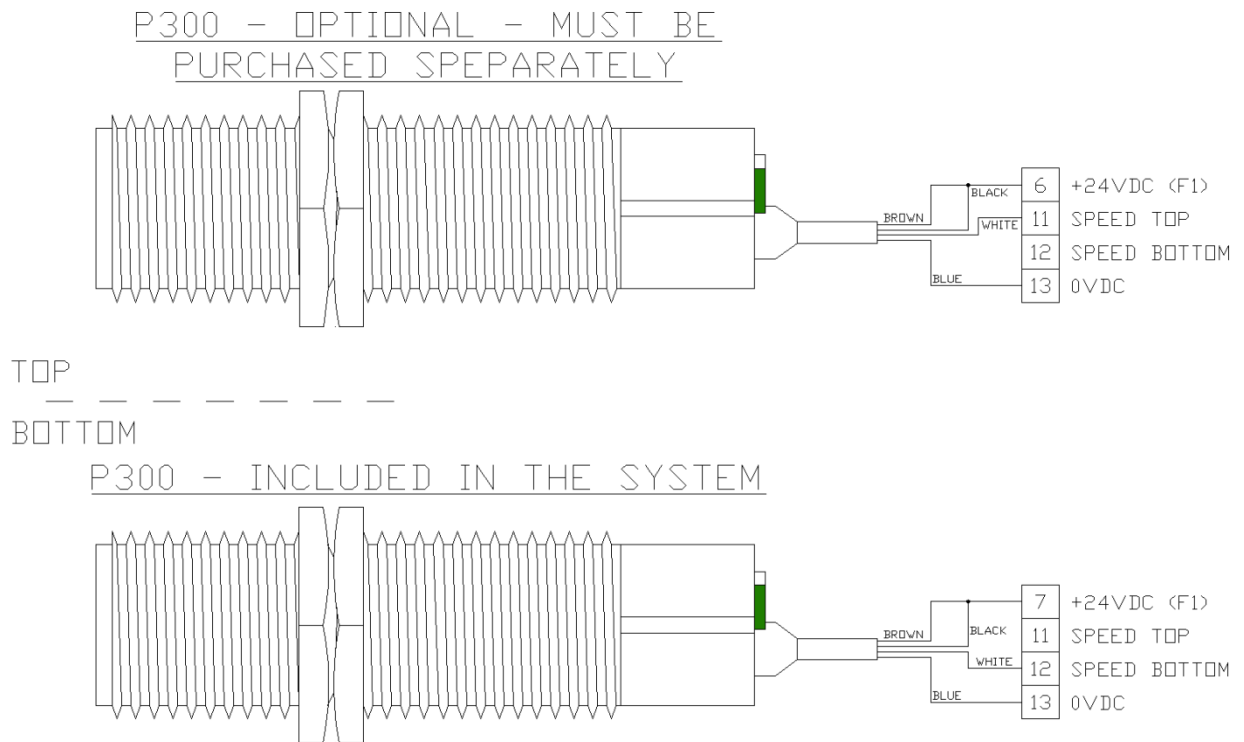 P300 - OPTIONAL - MUST BE
PURCHASED SPEPARATELY
BLACK
6 +24VDC (F1)
BROWN
WHITE
11 SPEED TOP
12 SPEED BOTTOM
BLUE
13 0VDC
TOP
BOTTOM
P300 - INCLUDED IN THE SYSTEM
7 +24VDC (F1)
BROWN
BLACK
11 SPEED TOP
WHITE
12 SPEED BOTTOM
BLUE
13 0VDC